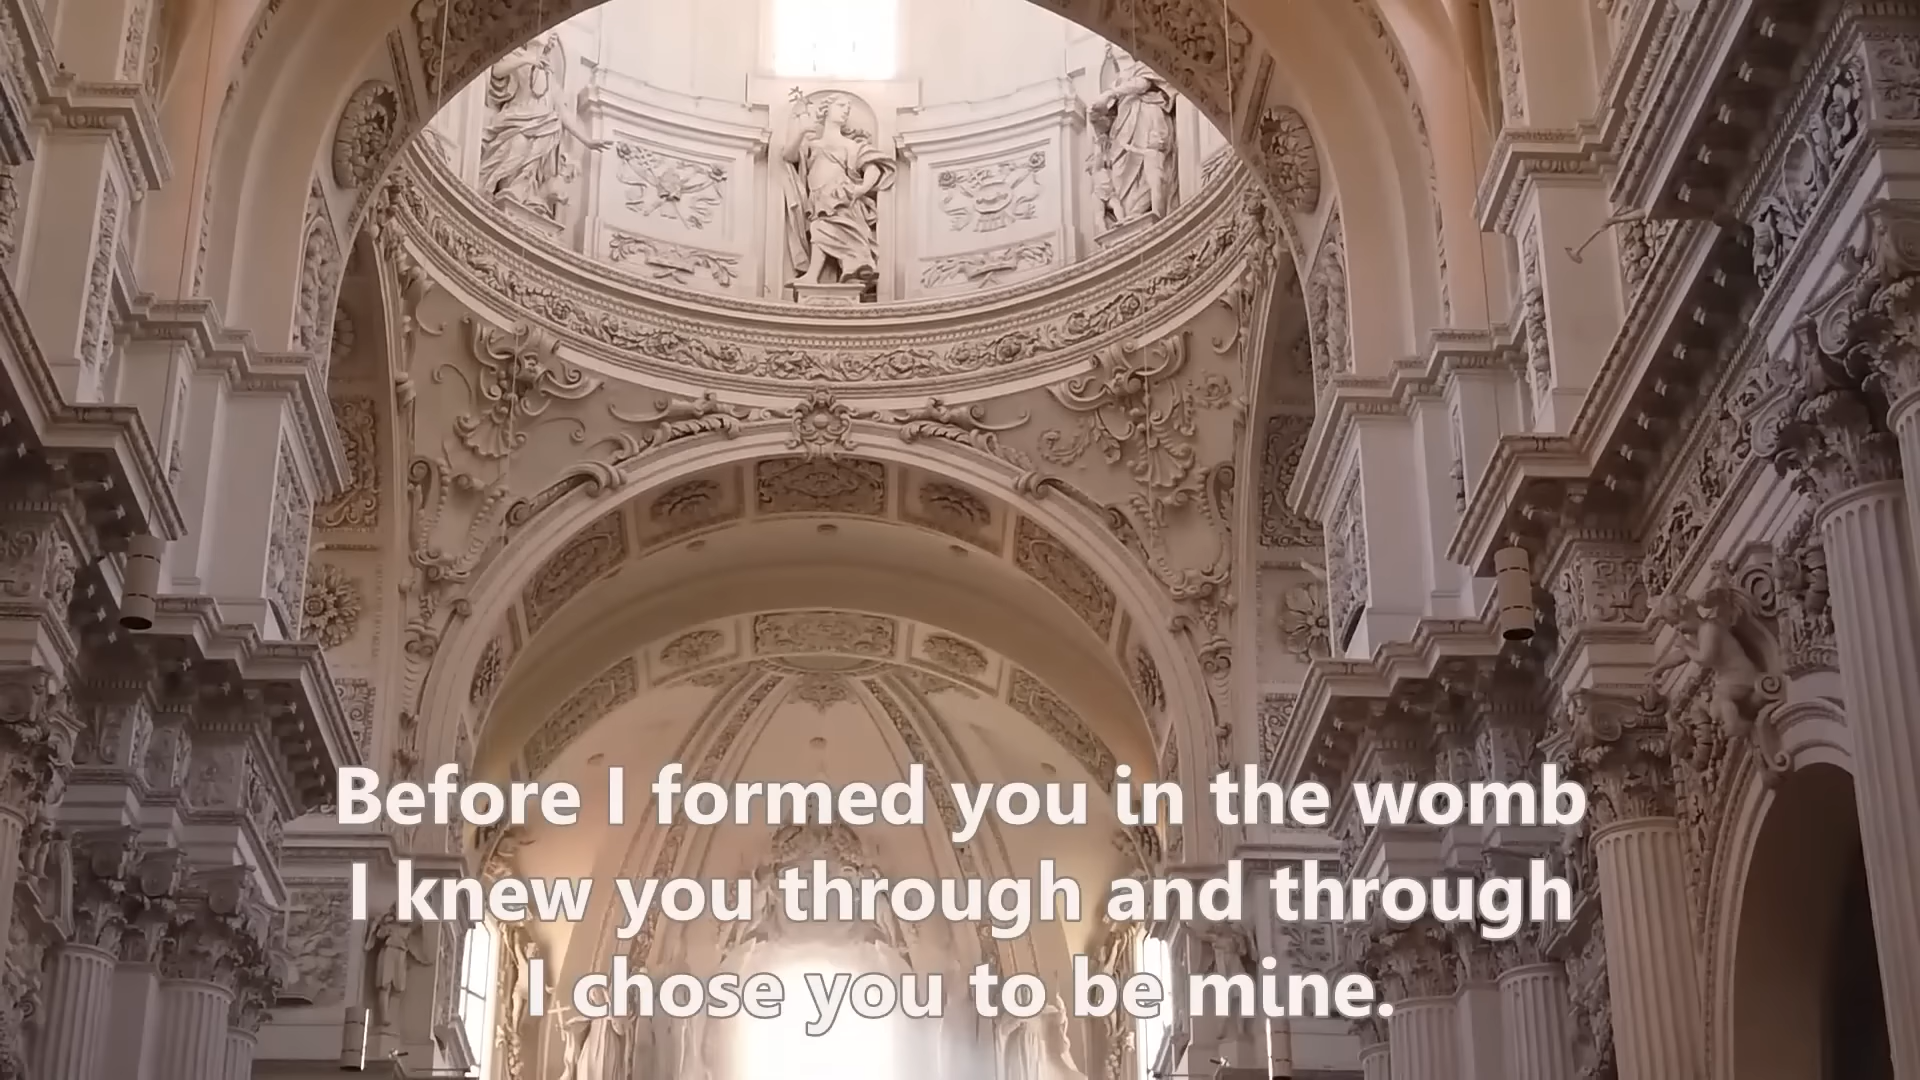 Before I formed you in the womb
I knew you through and through
I chose you to be mine.